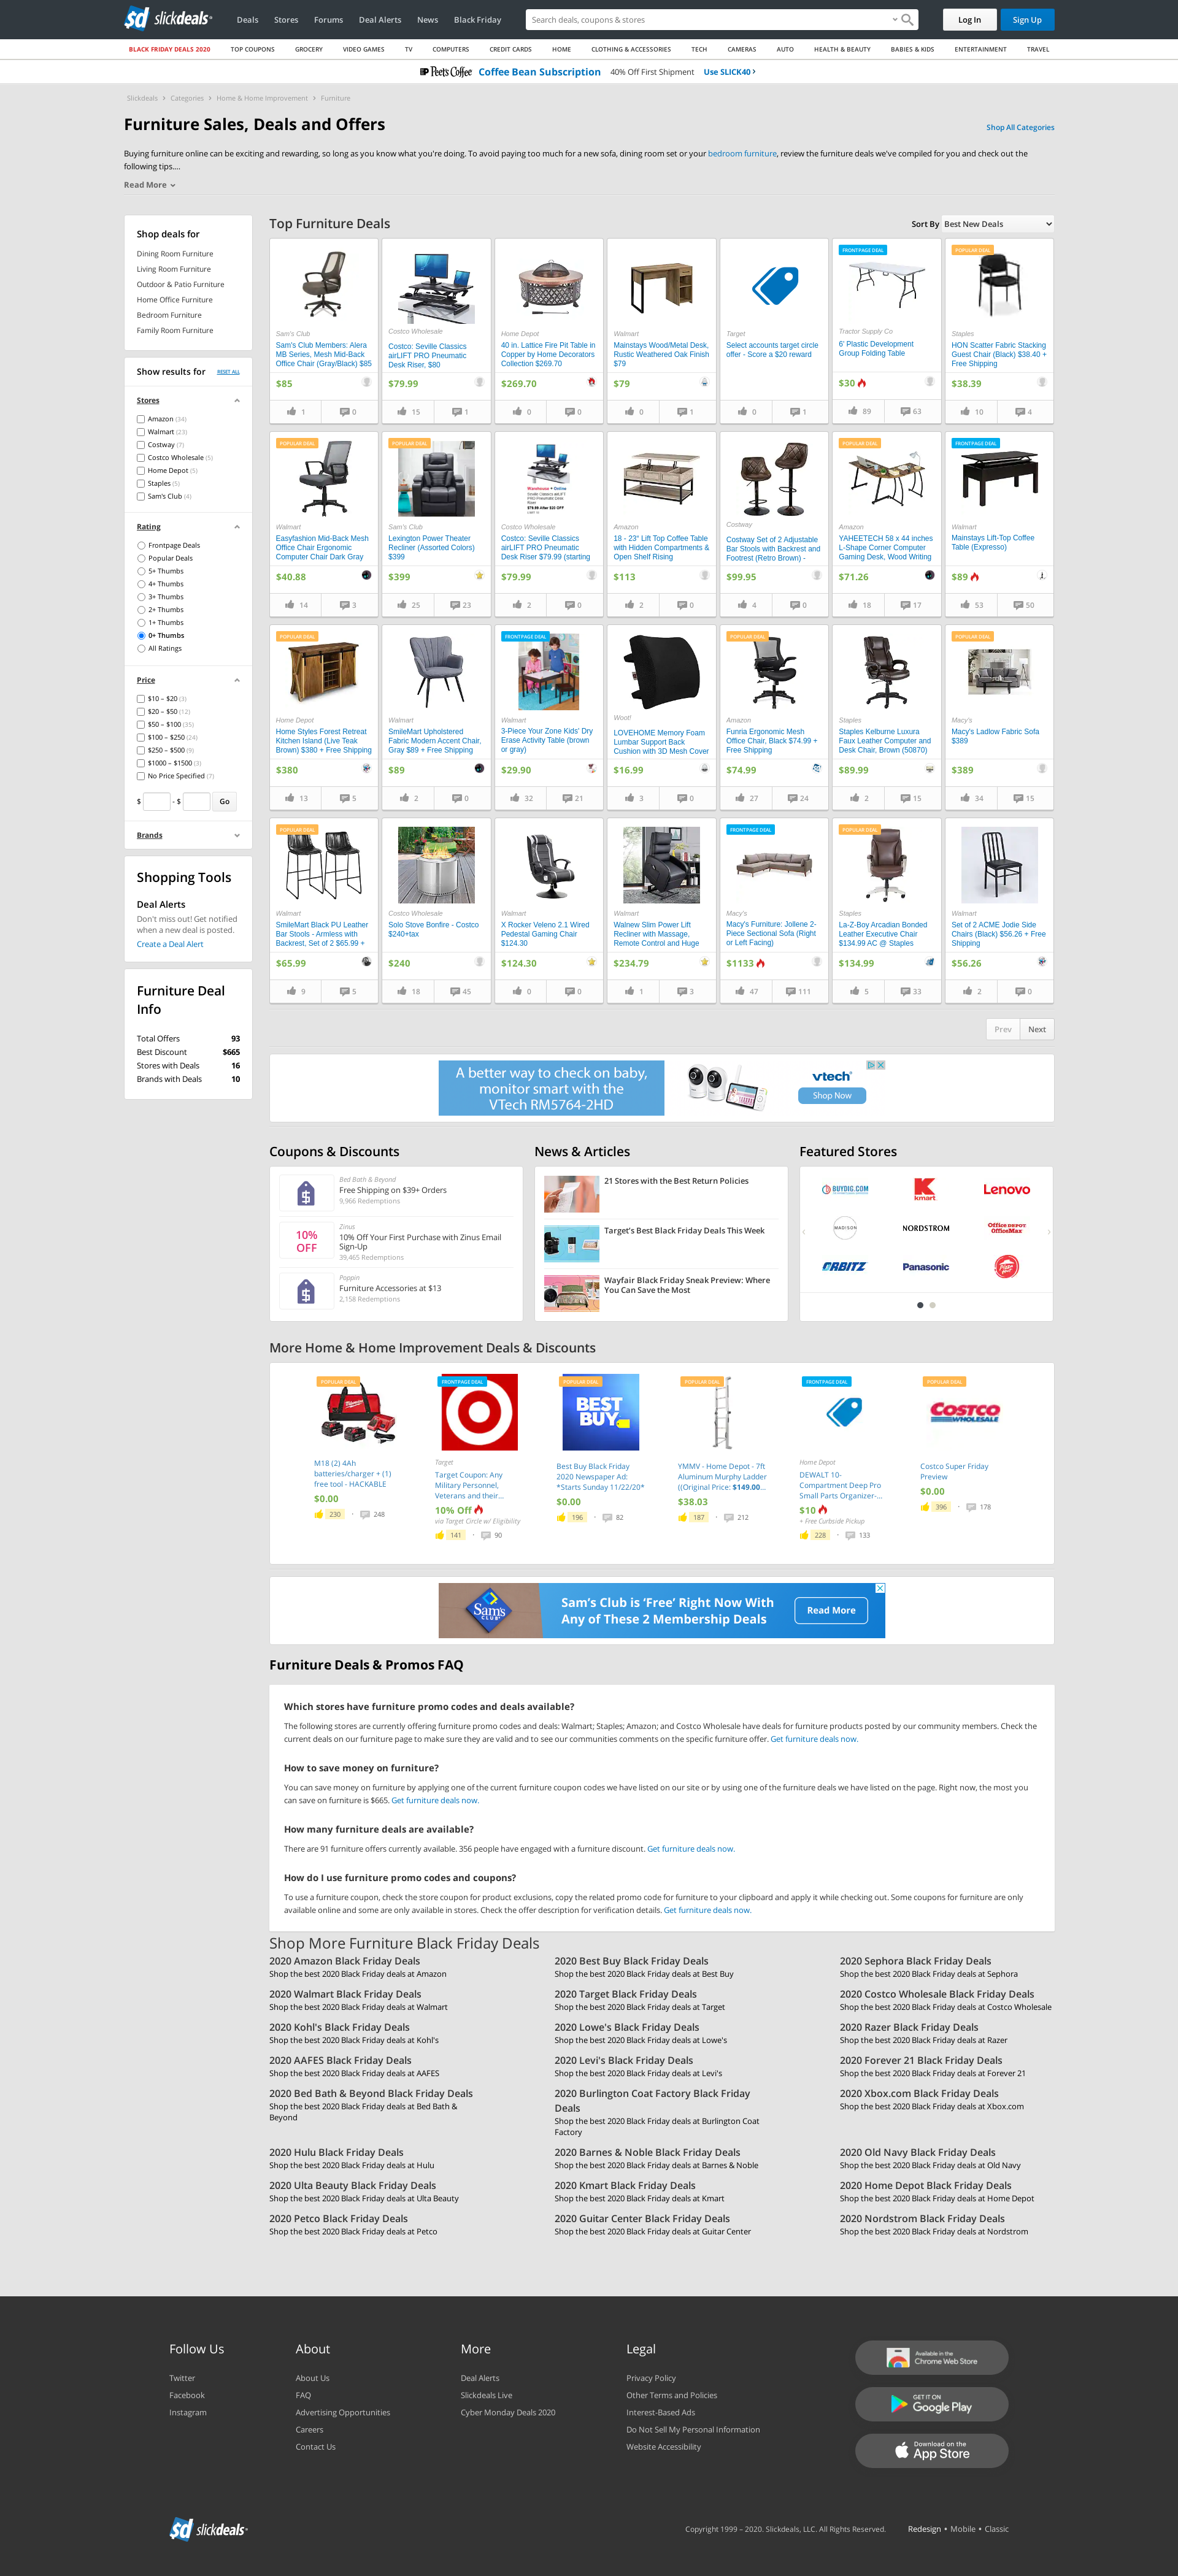 slickdeals
Deals
Stores
Forums
Deal Alerts
News
Black Friday
Search deals, coupons & stores
Log In
Sign Up
BLACK FRIDAY DEALS 2020
TOP COUPONS
GROCERY
VIDEO GAMES
TV
COMPUTERS
CREDIT CARDS
HOME
CLOTHING & ACCESSORIES
TECH
CAMERAS
AUTO
HEALTH & BEAUTY
BABIES & KIDS
ENTERTAINMENT
TRAVEL
Peet's Coffee Coffee Bean Subscription 40% Off First Shipment Use SLICK40 ›
Slickdeals › Categories › Home & Home Improvement › Furniture
Furniture Sales, Deals and Offers
Shop All Categories
Buying furniture online can be exciting and rewarding, so long as you know what you're doing. To avoid paying too much for a new sofa, dining room set or your bedroom furniture, review the furniture deals we've compiled for you and check out the
following tips....
Read More
Shop deals for
Dining Room Furniture
Living Room Furniture
Outdoor & Patio Furniture
Home Office Furniture
Bedroom Furniture
Family Room Furniture
Show results for RESET ALL
Stores
Amazon (34)
Walmart (23)
Costway (7)
Costco Wholesale (5)
Home Depot (5)
Staples (5)
Sam's Club (4)
Rating
Frontpage Deals
Popular Deals
5+ Thumbs
4+ Thumbs
3+ Thumbs
2+ Thumbs
1+ Thumbs
0+ Thumbs
All Ratings
Price
$10 – $20 (3)
$20 – $50 (12)
$50 – $100 (35)
$100 – $250 (24)
$250 – $500 (9)
$1000 – $1500 (3)
No Price Specified (7)
$ - $ Go
Brands
Shopping Tools
Deal Alerts
Don't miss out! Get notified
when a new deal is posted.
Create a Deal Alert
Furniture Deal
Info
Total Offers 93
Best Discount $665
Stores with Deals 16
Brands with Deals 10
Top Furniture Deals
Sort By Best New Deals
Sam's Club
Sam's Club Members: Alera
MB Series, Mesh Mid-Back
Office Chair (Gray/Black) $85
$85
1 0
Costco Wholesale
Costco: Seville Classics
airLIFT PRO Pneumatic
Desk Riser, $80
$79.99
15 1
Home Depot
40 in. Lattice Fire Pit Table in
Copper by Home Decorators
Collection $269.70
$269.70
0 0
Walmart
Mainstays Wood/Metal Desk,
Rustic Weathered Oak Finish
$79
$79
0 1
Target
Select accounts target circle
offer - Score a $20 reward
0 1
FRONTPAGE DEAL
Tractor Supply Co
6' Plastic Development
Group Folding Table
$30
89 63
POPULAR DEAL
Staples
HON Scatter Fabric Stacking
Guest Chair (Black) $38.40 +
Free Shipping
$38.39
10 4
POPULAR DEAL
Walmart
Easyfashion Mid-Back Mesh
Office Chair Ergonomic
Computer Chair Dark Gray
$40.88
14 3
POPULAR DEAL
Sam's Club
Lexington Power Theater
Recliner (Assorted Colors)
$399
$399
25 23
Costco Wholesale
Costco: Seville Classics
airLIFT PRO Pneumatic
Desk Riser $79.99 (starting
$79.99
2 0
Amazon
18 - 23" Lift Top Coffee Table
with Hidden Compartments &
Open Shelf Rising
$113
2 0
Costway
Costway Set of 2 Adjustable
Bar Stools with Backrest and
Footrest (Retro Brown) -
$99.95
4 0
POPULAR DEAL
Amazon
YAHEETECH 58 x 44 inches
L-Shape Corner Computer
Gaming Desk, Wood Writing
$71.26
18 17
FRONTPAGE DEAL
Walmart
Mainstays Lift-Top Coffee
Table (Expresso)
$89
53 50
POPULAR DEAL
Home Depot
Home Styles Forest Retreat
Kitchen Island (Live Teak
Brown) $380 + Free Shipping
$380
13 5
Walmart
SmileMart Upholstered
Fabric Modern Accent Chair,
Gray $89 + Free Shipping
$89
2 0
FRONTPAGE DEAL
Walmart
3-Piece Your Zone Kids' Dry
Erase Activity Table (brown
or gray)
$29.90
32 21
Woot!
LOVEHOME Memory Foam
Lumbar Support Back
Cushion with 3D Mesh Cover
$16.99
3 0
POPULAR DEAL
Amazon
Funria Ergonomic Mesh
Office Chair, Black $74.99 +
Free Shipping
$74.99
27 24
Staples
Staples Kelburne Luxura
Faux Leather Computer and
Desk Chair, Brown (50870)
$89.99
2 15
POPULAR DEAL
Macy's
Macy's Ladlow Fabric Sofa
$389
$389
34 15
POPULAR DEAL
Walmart
SmileMart Black PU Leather
Bar Stools - Armless with
Backrest, Set of 2 $65.99 +
$65.99
9 5
Costco Wholesale
Solo Stove Bonfire - Costco
$240+tax
$240
18 45
Walmart
X Rocker Veleno 2.1 Wired
Pedestal Gaming Chair
$124.30
$124.30
0 0
Walmart
Walnew Slim Power Lift
Recliner with Massage,
Remote Control and Huge
$234.79
1 3
FRONTPAGE DEAL
Macy's
Macy's Furniture: Jollene 2-
Piece Sectional Sofa (Right
or Left Facing)
$1133
47 111
POPULAR DEAL
Staples
La-Z-Boy Arcadian Bonded
Leather Executive Chair
$134.99 AC @ Staples
$134.99
5 33
Walmart
Set of 2 ACME Jodie Side
Chairs (Black) $56.26 + Free
Shipping
$56.26
2 0
Prev Next
A better way to check on baby,
monitor smart with the
VTech RM5764-2HD
vtech
Shop Now
Coupons & Discounts
Bed Bath & Beyond
Free Shipping on $39+ Orders
9,966 Redemptions
10%
OFF
Zinus
10% Off Your First Purchase with Zinus Email
Sign-Up
39,465 Redemptions
Poppin
Furniture Accessories at $13
2,158 Redemptions
News & Articles
21 Stores with the Best Return Policies
Target's Best Black Friday Deals This Week
Wayfair Black Friday Sneak Preview: Where
You Can Save the Most
Featured Stores
BUYDIG.COM
kmart
Lenovo
MADISON
NORDSTROM
Office DEPOT
OfficeMax
ORBITZ
Panasonic
Pizza Hut
More Home & Home Improvement Deals & Discounts
POPULAR DEAL
M18 (2) 4Ah
batteries/charger + (1)
free tool - HACKABLE
$0.00
230 · 248
FRONTPAGE DEAL
Target
Target Coupon: Any
Military Personnel,
Veterans and their...
10% Off
via Target Circle w/ Eligibility
141 · 90
POPULAR DEAL
BEST
BUY
Best Buy Black Friday
2020 Newspaper Ad:
*Starts Sunday 11/22/20*
$0.00
196 · 82
POPULAR DEAL
YMMV - Home Depot - 7ft
Aluminum Murphy Ladder
((Original Price: $149.00...
$38.03
187 · 212
FRONTPAGE DEAL
Home Depot
DEWALT 10-
Compartment Deep Pro
Small Parts Organizer-...
$10
+ Free Curbside Pickup
228 · 133
POPULAR DEAL
COSTCO
WHOLESALE
Costco Super Friday
Preview
$0.00
396 · 178
Sam's
CLUB
Sam's Club is 'Free' Right Now With
Any of These 2 Membership Deals
Read More
Furniture Deals & Promos FAQ
Which stores have furniture promo codes and deals available?
The following stores are currently offering furniture promo codes and deals: Walmart; Staples; Amazon; and Costco Wholesale have deals for furniture products posted by our community members. Check the
current deals on our furniture page to make sure they are valid and to see our communities comments on the specific furniture offer. Get furniture deals now.
How to save money on furniture?
You can save money on furniture by applying one of the current furniture coupon codes we have listed on our site or by using one of the furniture deals we have listed on the page. Right now, the most you
can save on furniture is $665. Get furniture deals now.
How many furniture deals are available?
There are 91 furniture offers currently available. 356 people have engaged with a furniture discount. Get furniture deals now.
How do I use furniture promo codes and coupons?
To use a furniture coupon, check the store coupon for product exclusions, copy the related promo code for furniture to your clipboard and apply it while checking out. Some coupons for furniture are only
available online and some are only available in stores. Check the offer description for verification details. Get furniture deals now.
Shop More Furniture Black Friday Deals
2020 Amazon Black Friday Deals
Shop the best 2020 Black Friday deals at Amazon
2020 Best Buy Black Friday Deals
Shop the best 2020 Black Friday deals at Best Buy
2020 Sephora Black Friday Deals
Shop the best 2020 Black Friday deals at Sephora
2020 Walmart Black Friday Deals
Shop the best 2020 Black Friday deals at Walmart
2020 Target Black Friday Deals
Shop the best 2020 Black Friday deals at Target
2020 Costco Wholesale Black Friday Deals
Shop the best 2020 Black Friday deals at Costco Wholesale
2020 Kohl's Black Friday Deals
Shop the best 2020 Black Friday deals at Kohl's
2020 Lowe's Black Friday Deals
Shop the best 2020 Black Friday deals at Lowe's
2020 Razer Black Friday Deals
Shop the best 2020 Black Friday deals at Razer
2020 AAFES Black Friday Deals
Shop the best 2020 Black Friday deals at AAFES
2020 Levi's Black Friday Deals
Shop the best 2020 Black Friday deals at Levi's
2020 Forever 21 Black Friday Deals
Shop the best 2020 Black Friday deals at Forever 21
2020 Bed Bath & Beyond Black Friday Deals
Shop the best 2020 Black Friday deals at Bed Bath &
Beyond
2020 Burlington Coat Factory Black Friday
Deals
Shop the best 2020 Black Friday deals at Burlington Coat
Factory
2020 Xbox.com Black Friday Deals
Shop the best 2020 Black Friday deals at Xbox.com
2020 Hulu Black Friday Deals
Shop the best 2020 Black Friday deals at Hulu
2020 Barnes & Noble Black Friday Deals
Shop the best 2020 Black Friday deals at Barnes & Noble
2020 Old Navy Black Friday Deals
Shop the best 2020 Black Friday deals at Old Navy
2020 Ulta Beauty Black Friday Deals
Shop the best 2020 Black Friday deals at Ulta Beauty
2020 Kmart Black Friday Deals
Shop the best 2020 Black Friday deals at Kmart
2020 Home Depot Black Friday Deals
Shop the best 2020 Black Friday deals at Home Depot
2020 Petco Black Friday Deals
Shop the best 2020 Black Friday deals at Petco
2020 Guitar Center Black Friday Deals
Shop the best 2020 Black Friday deals at Guitar Center
2020 Nordstrom Black Friday Deals
Shop the best 2020 Black Friday deals at Nordstrom
Follow Us
Twitter
Facebook
Instagram
About
About Us
FAQ
Advertising Opportunities
Careers
Contact Us
More
Deal Alerts
Slickdeals Live
Cyber Monday Deals 2020
Legal
Privacy Policy
Other Terms and Policies
Interest-Based Ads
Do Not Sell My Personal Information
Website Accessibility
Available in the
Chrome Web Store
GET IT ON
Google Play
Download on the
App Store
sd slickdeals
Copyright 1999 – 2020. Slickdeals, LLC. All Rights Reserved.
Redesign • Mobile • Classic